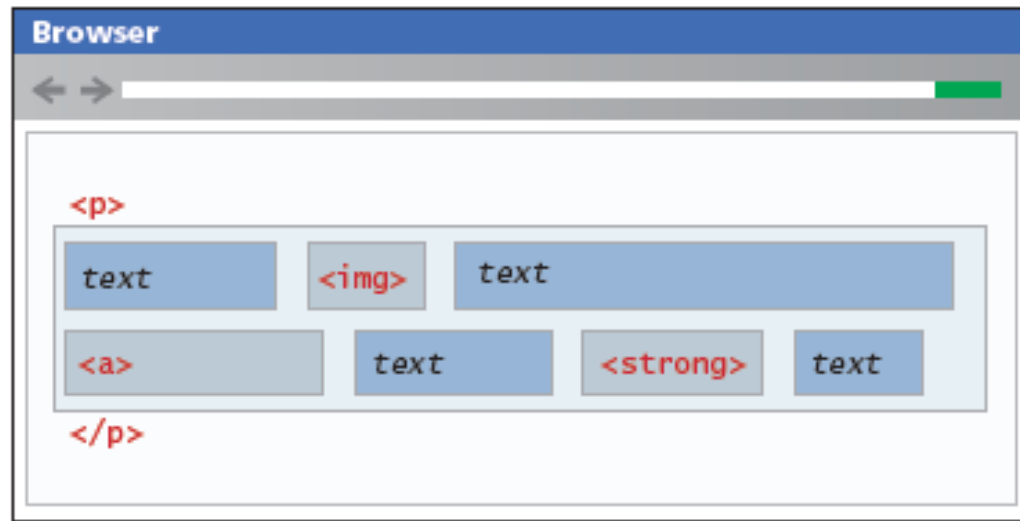 Browser
<p>
text <img> text
<a> text <strong> text
</p>